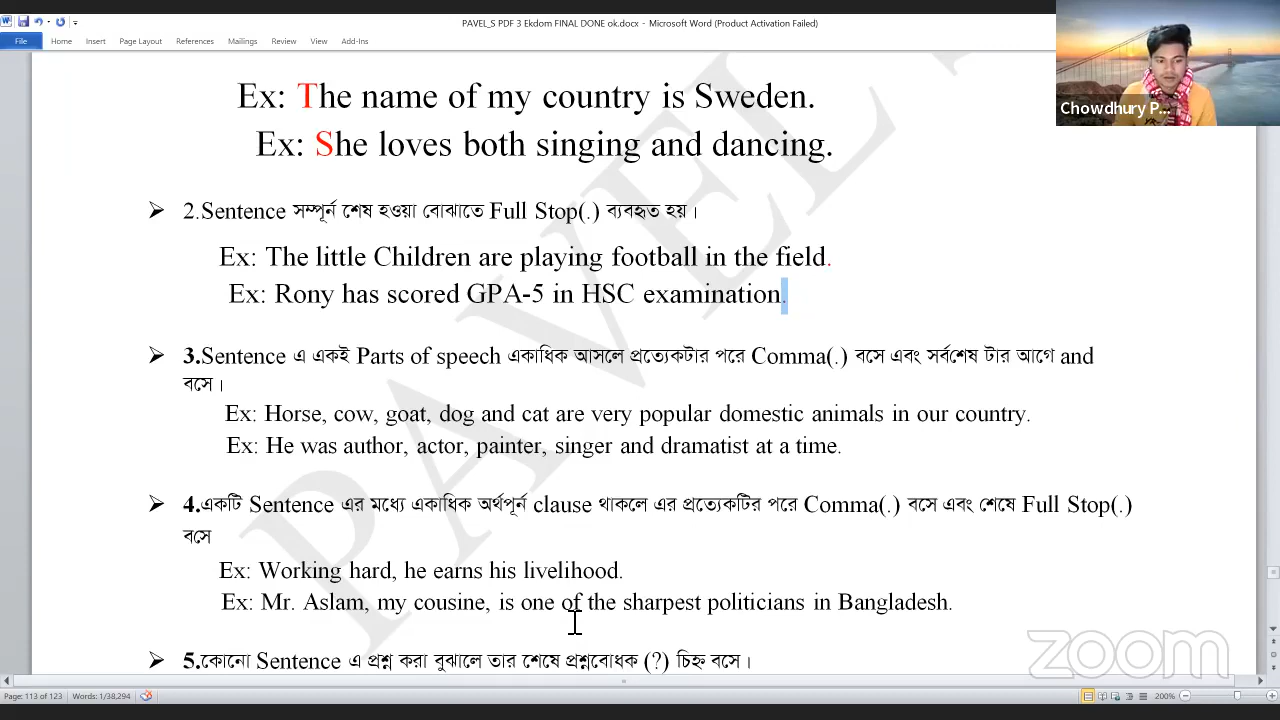 PAVEL_S PDF 3 Ekdom FINAL DONE ok.docx - Microsoft Word (Product Activation Failed)
File Home Insert Page Layout References Mailings Review View Add-Ins
Chowdhury P...
Ex: The name of my country is Sweden.
Ex: She loves both singing and dancing.
2.Sentence সম্পূর্ন শেষ হওয়া বোঝাতে Full Stop(.) ব্যবহৃত হয়।
Ex: The little Children are playing football in the field.
Ex: Rony has scored GPA-5 in HSC examination.
3.Sentence এ একই Parts of speech একাধিক আসলে প্রত্যেকটার পরে Comma(.) বসে এবং সর্বশেষ টার আগে and
বসে।
Ex: Horse, cow, goat, dog and cat are very popular domestic animals in our country.
Ex: He was author, actor, painter, singer and dramatist at a time.
4.একটি Sentence এর মধ্যে একাধিক অর্থপূর্ন clause থাকলে এর প্রত্যেকটির পরে Comma(.) বসে এবং শেষে Full Stop(.)
বসে
Ex: Working hard, he earns his livelihood.
Ex: Mr. Aslam, my cousine, is one of the sharpest politicians in Bangladesh.
5.কোনো Sentence এ প্রশ্ন করা বুঝালে তার শেষে প্রশ্নবোধক (?) চিহ্ন বসে।
PAVEL
zoom
Page: 113 of 123 Words: 1/38,294 200%